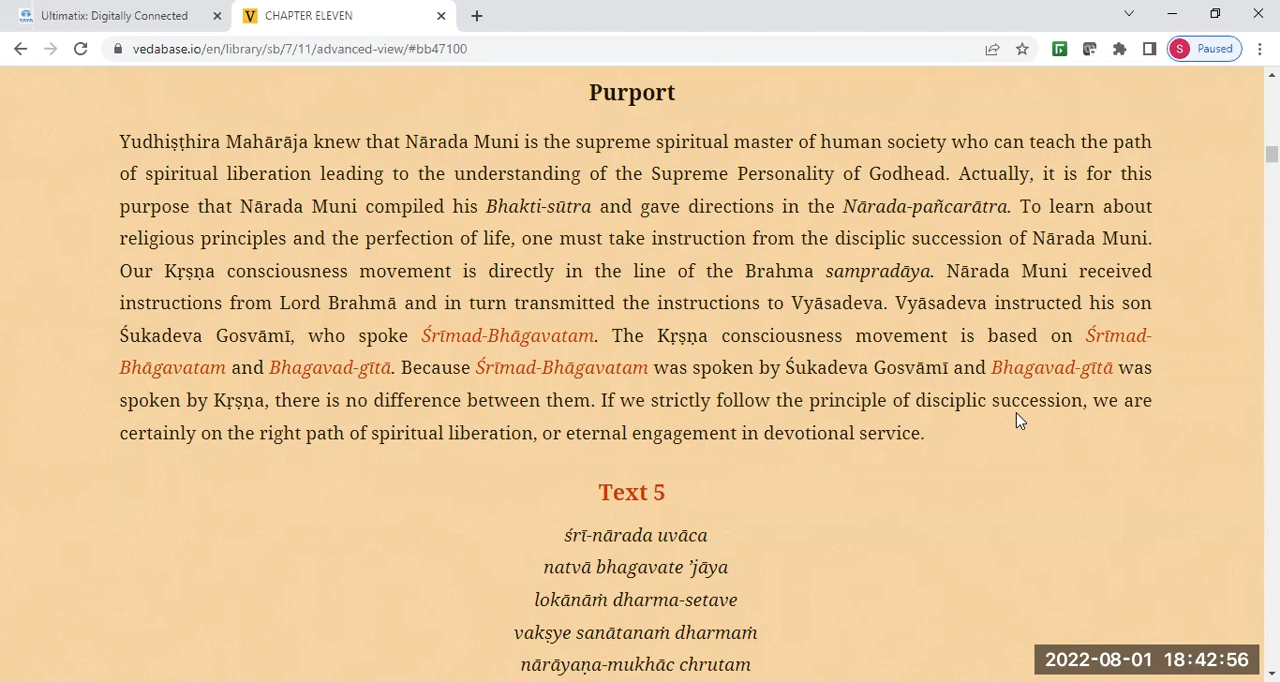 Ultimatix: Digitally Connected
CHAPTER ELEVEN
vedabase.io/en/library/sb/7/11/advanced-view/#bb47100
S Paused
Purport
Yudhiṣṭhira Mahārāja knew that Nārada Muni is the supreme spiritual master of human society who can teach the path
of spiritual liberation leading to the understanding of the Supreme Personality of Godhead. Actually, it is for this
purpose that Nārada Muni compiled his Bhakti-sūtra and gave directions in the Nārada-pañcarātra. To learn about
religious principles and the perfection of life, one must take instruction from the disciplic succession of Nārada Muni.
Our Kṛṣṇa consciousness movement is directly in the line of the Brahma sampradāya. Nārada Muni received
instructions from Lord Brahmā and in turn transmitted the instructions to Vyāsadeva. Vyāsadeva instructed his son
Śukadeva Gosvāmī, who spoke Śrīmad-Bhāgavatam. The Kṛṣṇa consciousness movement is based on Śrīmad-
Bhāgavatam and Bhagavad-gītā. Because Śrīmad-Bhāgavatam was spoken by Śukadeva Gosvāmī and Bhagavad-gītā was
spoken by Kṛṣṇa, there is no difference between them. If we strictly follow the principle of disciplic succession, we are
certainly on the right path of spiritual liberation, or eternal engagement in devotional service.
Text 5
śrī-nārada uvāca
natvā bhagavate ’jāya
lokānāṁ dharma-setave
vakṣye sanātanaṁ dharmaṁ
nārāyaṇa-mukhāc chrutam
2022-08-01 18:42:56